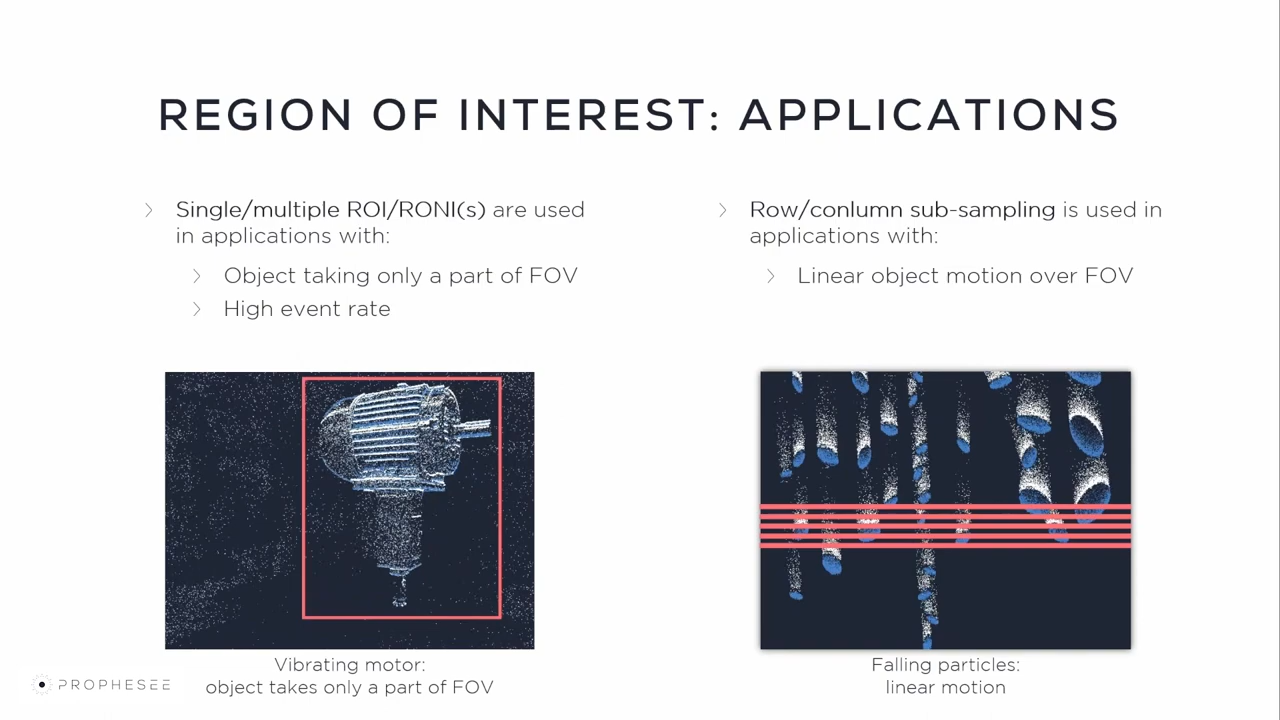 REGION OF INTEREST: APPLICATIONS
Single/multiple ROI/RONI(s) are used
in applications with:
Object taking only a part of FOV
High event rate
Row/conlumn sub-sampling is used in
applications with:
Linear object motion over FOV
Vibrating motor:
object takes only a part of FOV
Falling particles:
linear motion
PROPHESEE